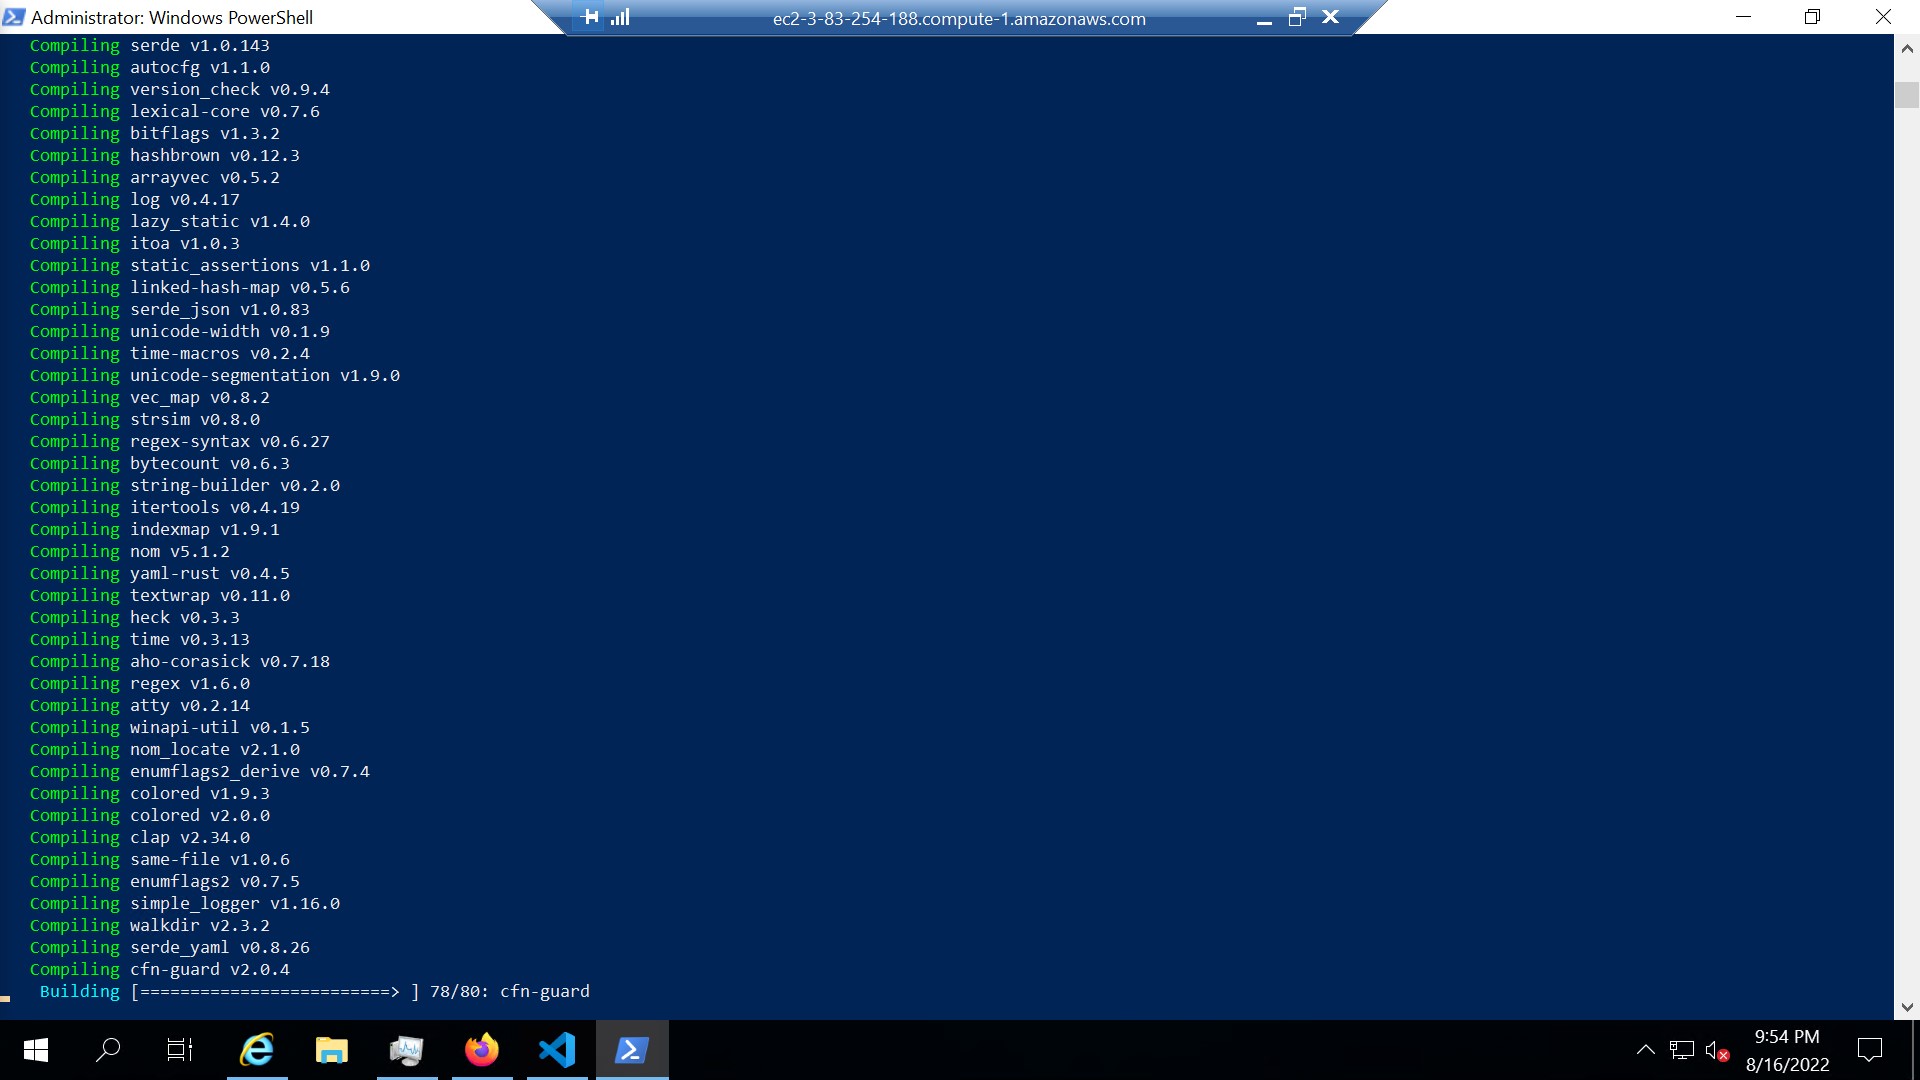 Administrator: Windows PowerShell
ec2-3-83-254-188.compute-1.amazonaws.com
Compiling serde v1.0.143
Compiling autocfg v1.1.0
Compiling version_check v0.9.4
Compiling lexical-core v0.7.6
Compiling bitflags v1.3.2
Compiling hashbrown v0.12.3
Compiling arrayvec v0.5.2
Compiling log v0.4.17
Compiling lazy_static v1.4.0
Compiling itoa v1.0.3
Compiling static_assertions v1.1.0
Compiling linked-hash-map v0.5.6
Compiling serde_json v1.0.83
Compiling unicode-width v0.1.9
Compiling time-macros v0.2.4
Compiling unicode-segmentation v1.9.0
Compiling vec_map v0.8.2
Compiling strsim v0.8.0
Compiling regex-syntax v0.6.27
Compiling bytecount v0.6.3
Compiling string-builder v0.2.0
Compiling itertools v0.4.19
Compiling indexmap v1.9.1
Compiling nom v5.1.2
Compiling yaml-rust v0.4.5
Compiling textwrap v0.11.0
Compiling heck v0.3.3
Compiling time v0.3.13
Compiling aho-corasick v0.7.18
Compiling regex v1.6.0
Compiling atty v0.2.14
Compiling winapi-util v0.1.5
Compiling nom_locate v2.1.0
Compiling enumflags2_derive v0.7.4
Compiling colored v1.9.3
Compiling colored v2.0.0
Compiling clap v2.34.0
Compiling same-file v1.0.6
Compiling enumflags2 v0.7.5
Compiling simple_logger v1.16.0
Compiling walkdir v2.3.2
Compiling serde_yaml v0.8.26
Compiling cfn-guard v2.0.4
Building [=========================> ] 78/80: cfn-guard
9:54 PM
8/16/2022